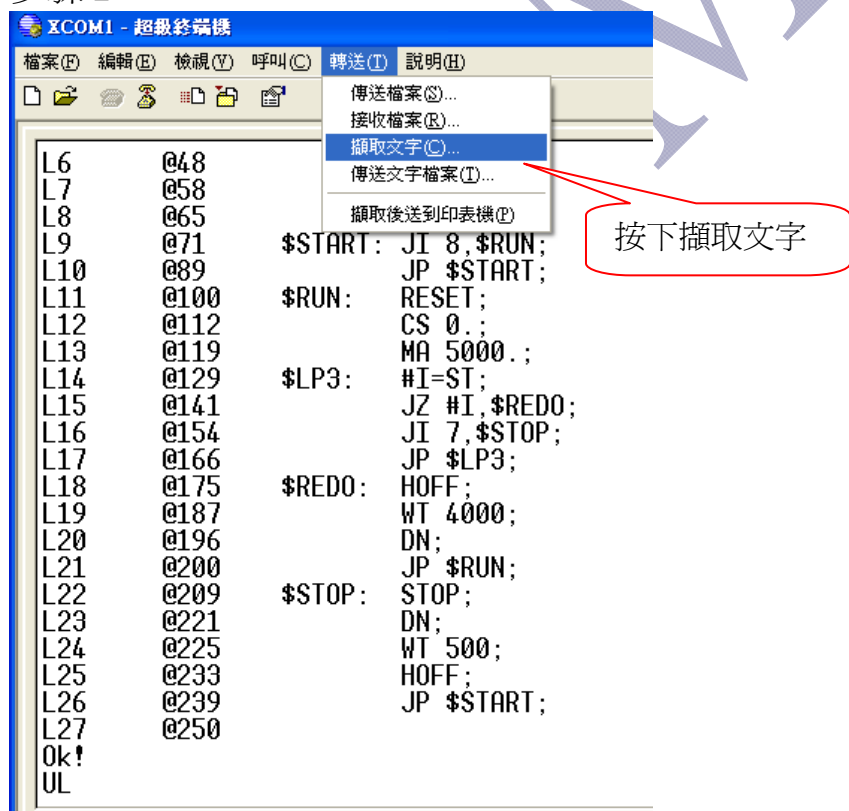 XCOM1 - 超級終端機
檔案(F) 編輯(E) 檢視(V) 呼叫(C) 轉送(T) 說明(H)
傳送檔案(S)...
接收檔案(R)...
擷取文字(C)...
傳送文字檔案(T)...
擷取後送到印表機(P)
按下擷取文字
L6 @48
L7 @58
L8 @65
L9 @71 $START: JI 8,$RUN;
L10 @89 JP $START;
L11 @100 $RUN: RESET;
L12 @112 CS 0.;
L13 @119 MA 5000.;
L14 @129 $LP3: #I=ST;
L15 @141 JZ #I,$REDO;
L16 @154 JI 7,$STOP;
L17 @166 JP $LP3;
L18 @175 $REDO: HOFF;
L19 @187 WT 4000;
L20 @196 DN;
L21 @200 JP $RUN;
L22 @209 $STOP: STOP;
L23 @221 DN;
L24 @225 WT 500;
L25 @233 HOFF;
L26 @239 JP $START;
L27 @250
Ok!
UL